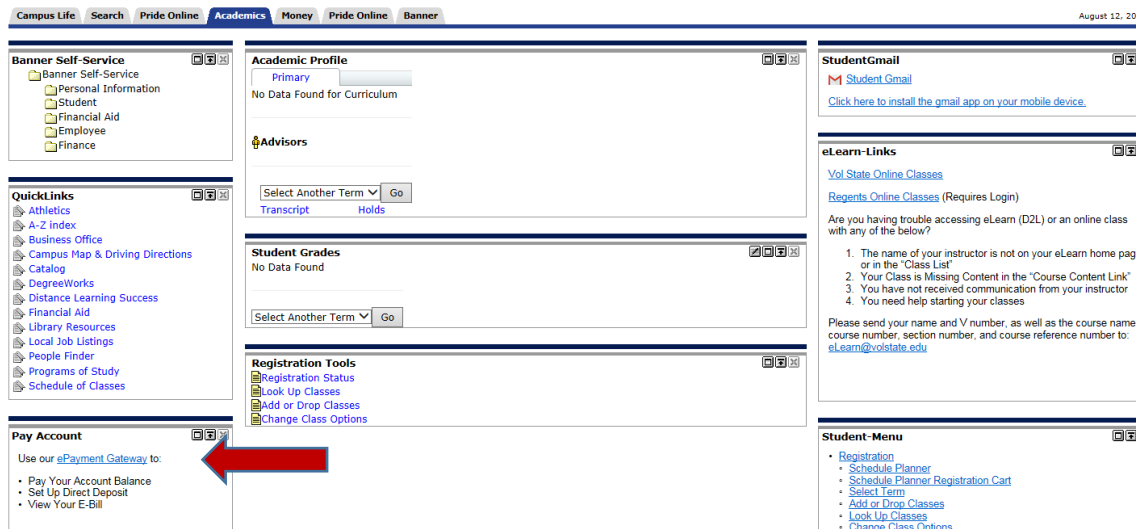 Campus Life Search Pride Online Academics Money Pride Online Banner
August 12, 20
Banner Self-Service
Banner Self-Service
Personal Information
Student
Financial Aid
Employee
Finance
QuickLinks
Athletics
A-Z index
Business Office
Campus Map & Driving Directions
Catalog
DegreeWorks
Distance Learning Success
Financial Aid
Library Resources
Local Job Listings
People Finder
Programs of Study
Schedule of Classes
Pay Account
Use our ePayment Gateway to:
• Pay Your Account Balance
• Set Up Direct Deposit
• View Your E-Bill
Academic Profile
Primary
No Data Found for Curriculum
Advisors
Select Another Term Go
Transcript Holds
Student Grades
No Data Found
Select Another Term Go
Registration Tools
Registration Status
Look Up Classes
Add or Drop Classes
Change Class Options
StudentGmail
Student Gmail
Click here to install the gmail app on your mobile device.
eLearn-Links
Vol State Online Classes
Regents Online Classes (Requires Login)
Are you having trouble accessing eLearn (D2L) or an online class
with any of the below?
1. The name of your instructor is not on your eLearn home pag
or in the “Class List”
2. Your Class is Missing Content in the “Course Content Link”
3. You have not received communication from your instructor
4. You need help starting your classes
Please send your name and V number, as well as the course name
course number, section number, and course reference number to:
eLearn@volstate.edu
Student-Menu
• Registration
• Schedule Planner
• Schedule Planner Registration Cart
• Select Term
• Add or Drop Classes
• Look Up Classes
• Change Class Options